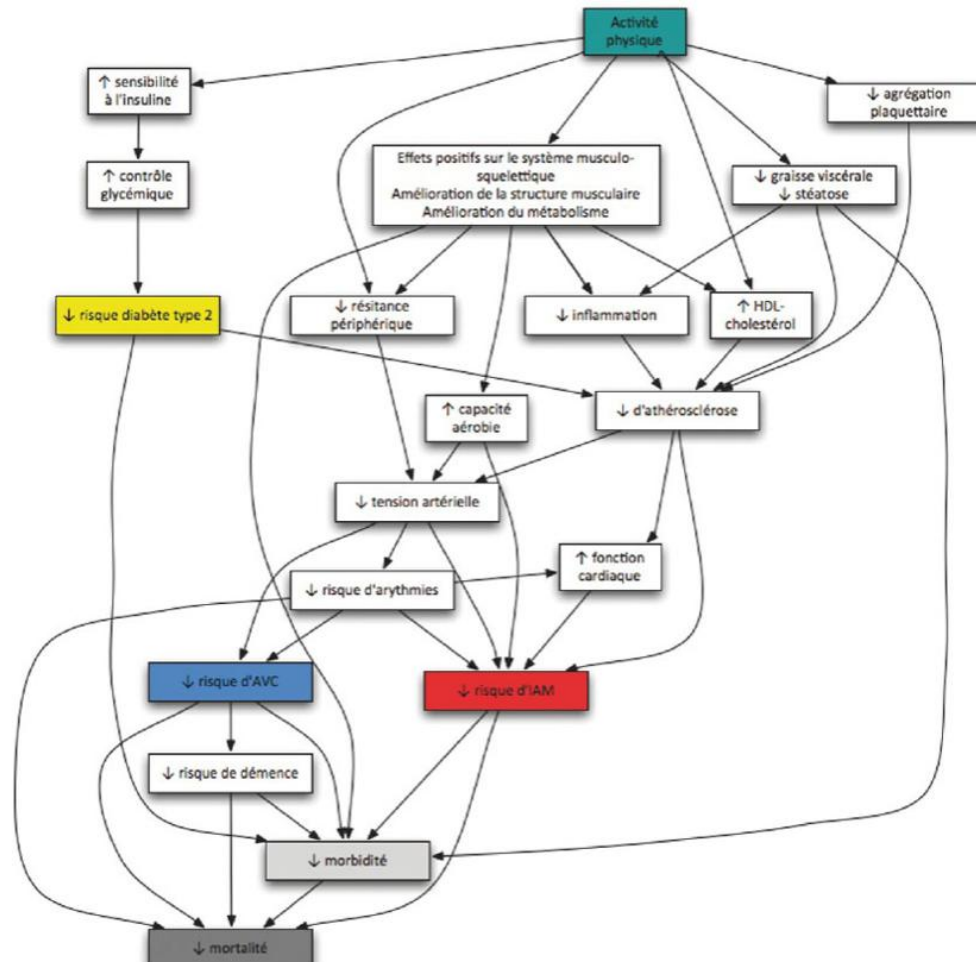 Activité
physique
↑ sensibilité
à l'insuline
↓ agrégation
plaquettaire
Effets positifs sur le système musculo-
squelettique
Amélioration de la structure musculaire
Amélioration du métabolisme
↑ contrôle
glycémique
↓ graisse viscérale
↓ stéatose
↓ risque diabète type 2
↓ résitance
périphérique
↓ inflammation
↑ HDL-
cholestérol
↑ capacité
aérobie
↓ d'athérosclérose
↓ tension artérielle
↑ fonction
cardiaque
↓ risque d'arythmies
↓ risque d'AVC
↓ risque d'IAM
↓ risque de démence
↓ morbidité
↓ mortalité